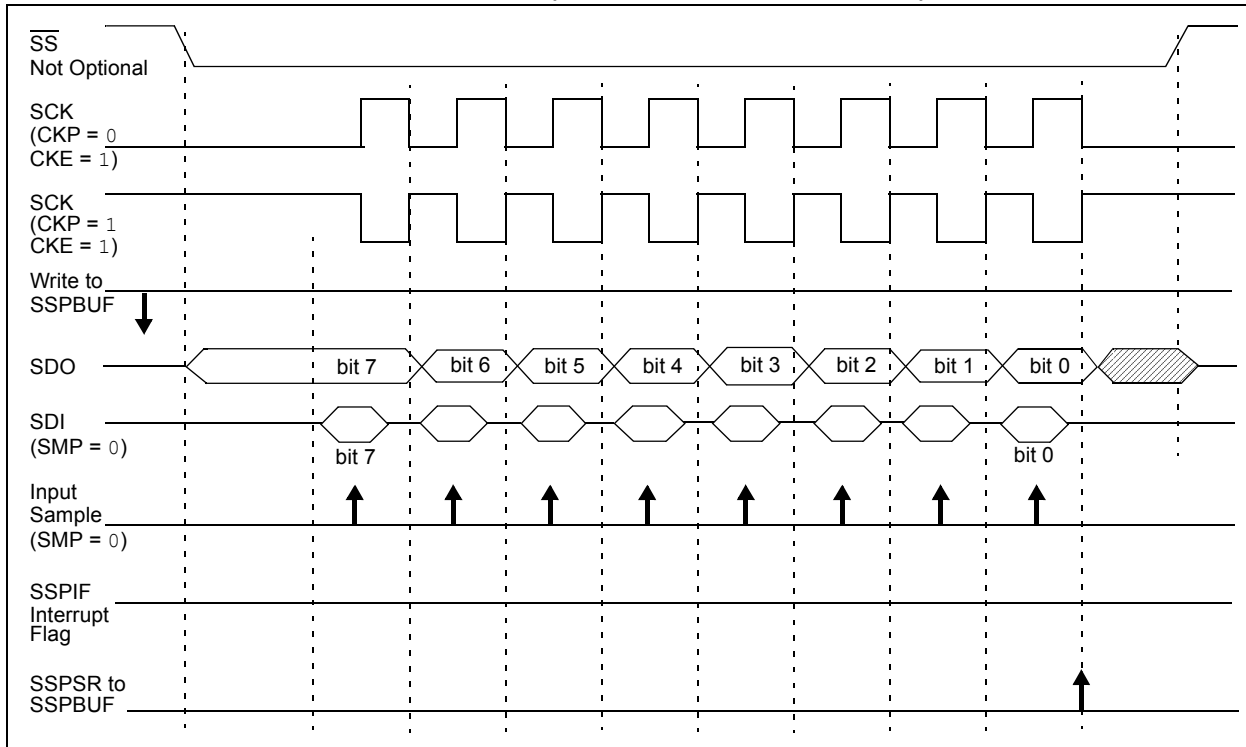 SS
Not Optional
SCK
(CKP = 0
CKE = 1)
SCK
(CKP = 1
CKE = 1)
Write to
SSPBUF
SDO
bit 7 bit 6 bit 5 bit 4 bit 3 bit 2 bit 1 bit 0
SDI
(SMP = 0)
bit 7 bit 0
Input
Sample
(SMP = 0)
SSPIF
Interrupt
Flag
SSPSR to
SSPBUF